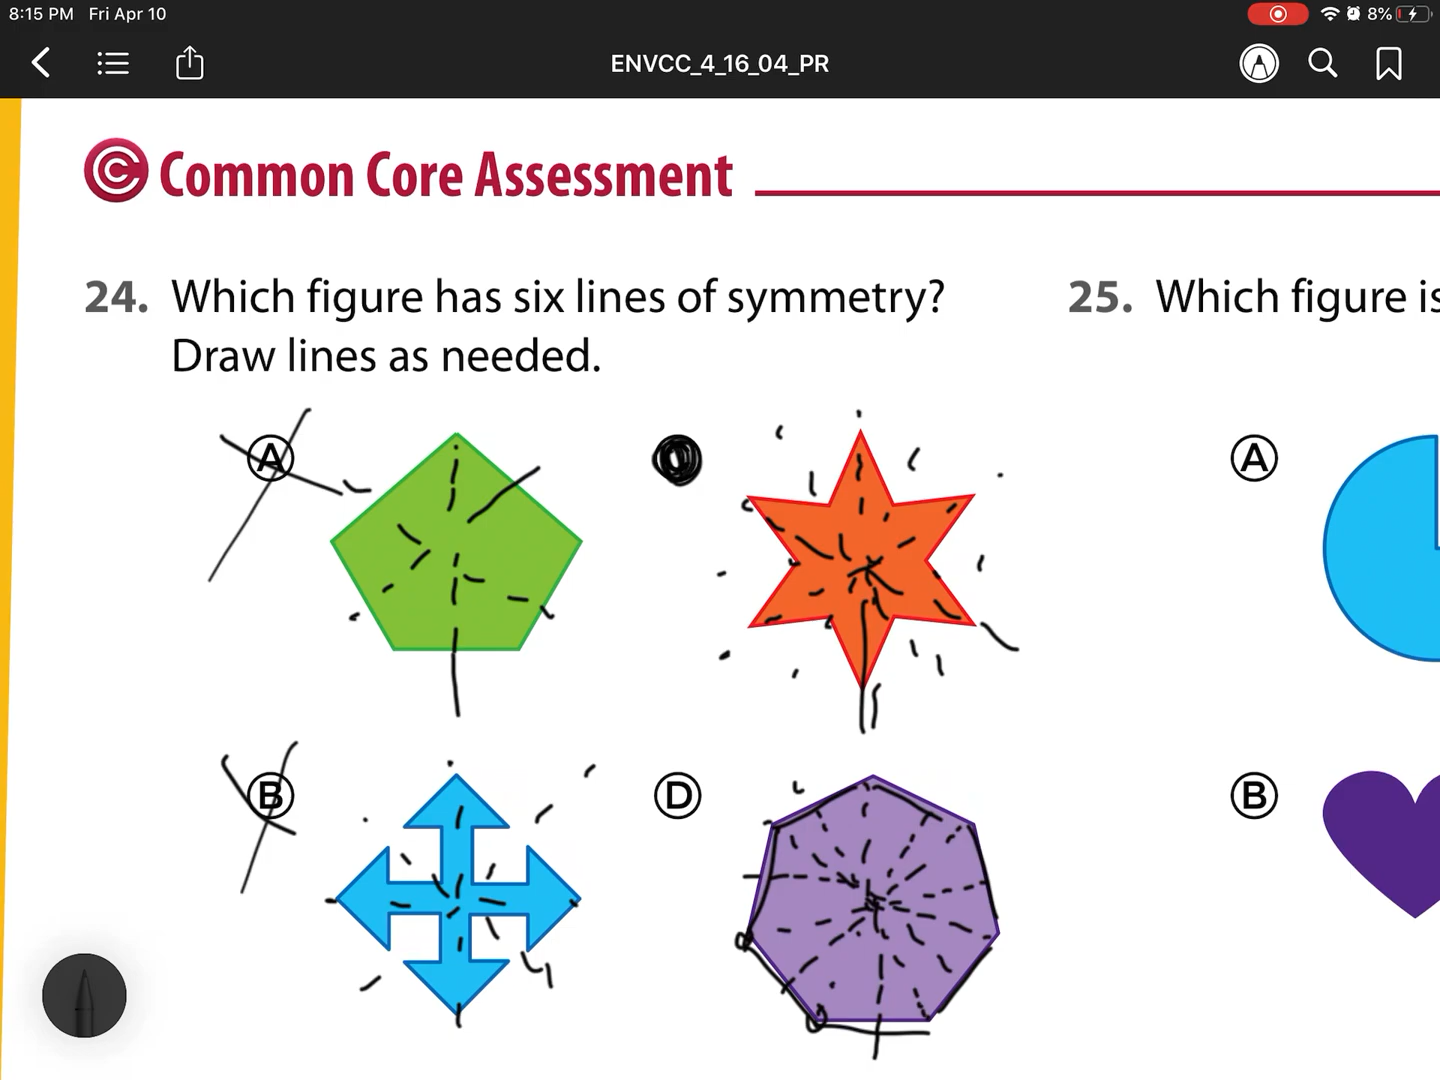 8:15 PM Fri Apr 10
8%
ENVCC_4_16_04_PR
© Common Core Assessment
24. Which figure has six lines of symmetry?
Draw lines as needed.
A
B
D
25. Which figure is
A
B